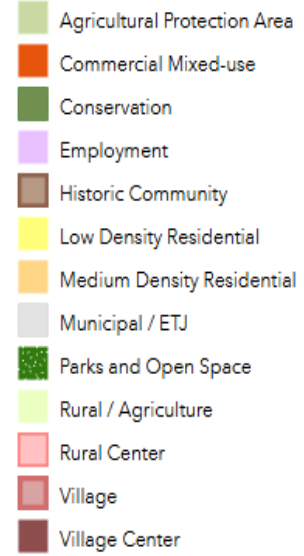 Agricultural Protection Area
Commercial Mixed-use
Conservation
Employment
Historic Community
Low Density Residential
Medium Density Residential
Municipal / ETJ
Parks and Open Space
Rural / Agriculture
Rural Center
Village
Village Center